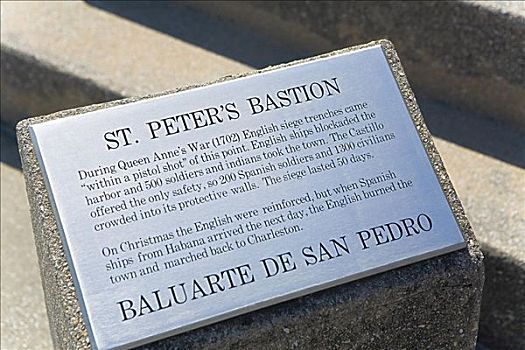 ST. PETER'S BASTION
During Queen Anne's War (1702) English siege trenches came
"within a pistol shot" of this point. English ships blockaded the
harbor and 500 soldiers and indians took the town. The Castillo
offered the only safety, so 200 Spanish soldiers and 1300 civilians
crowded into its protective walls. The siege lasted 50 days.
On Christmas the English were reinforced, but when Spanish
ships from Habana arrived the next day, the English burned the
town and marched back to Charleston.
BALUARTE DE SAN PEDRO